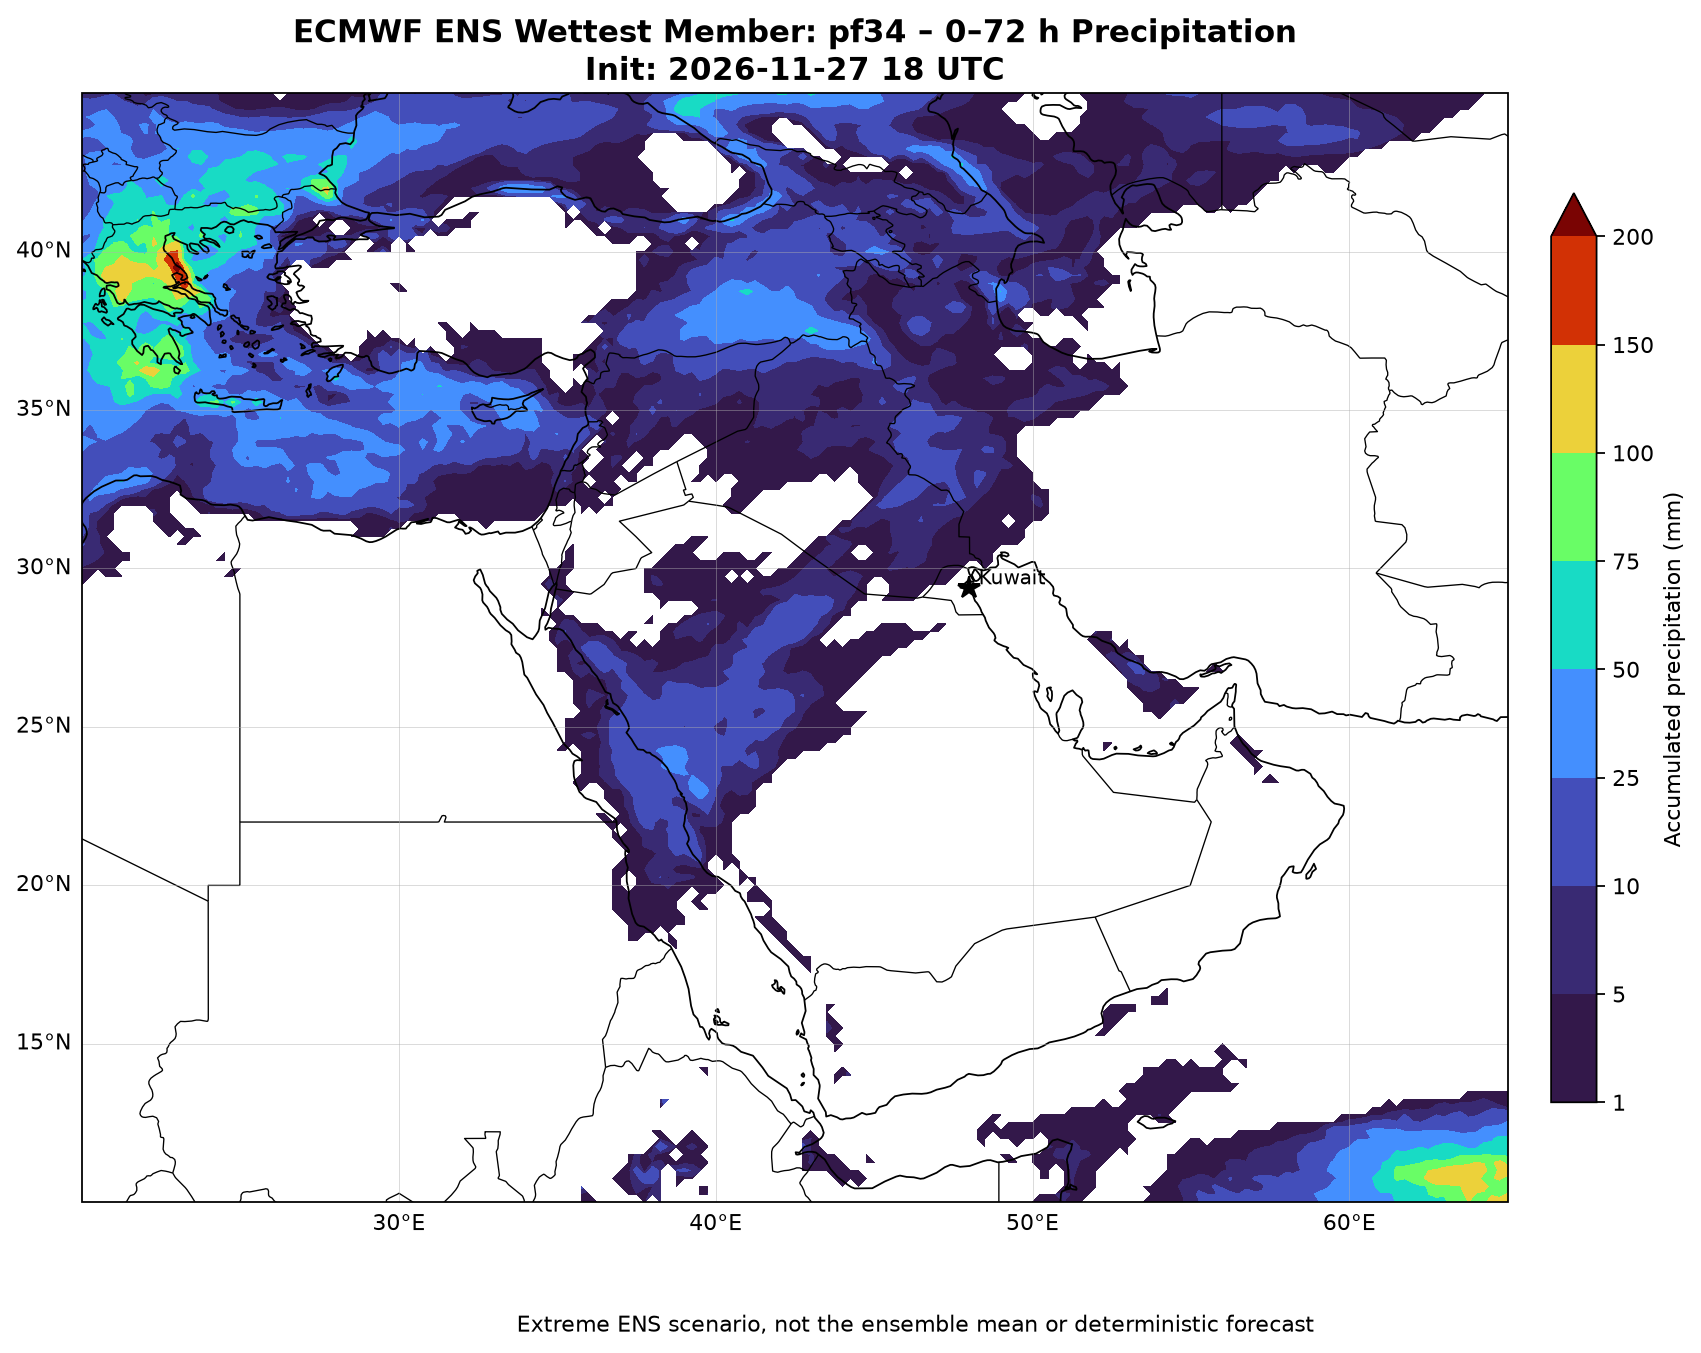 ECMWF ENS Wettest Member: pf34 – 0–72 h Precipitation
Init: 2026-11-27 18 UTC
40°N
35°N
30°N
25°N
20°N
15°N
Kuwait
30°E
40°E
50°E
60°E
200
150
100
75
50
25
10
5
1
Accumulated precipitation (mm)
Extreme ENS scenario, not the ensemble mean or deterministic forecast